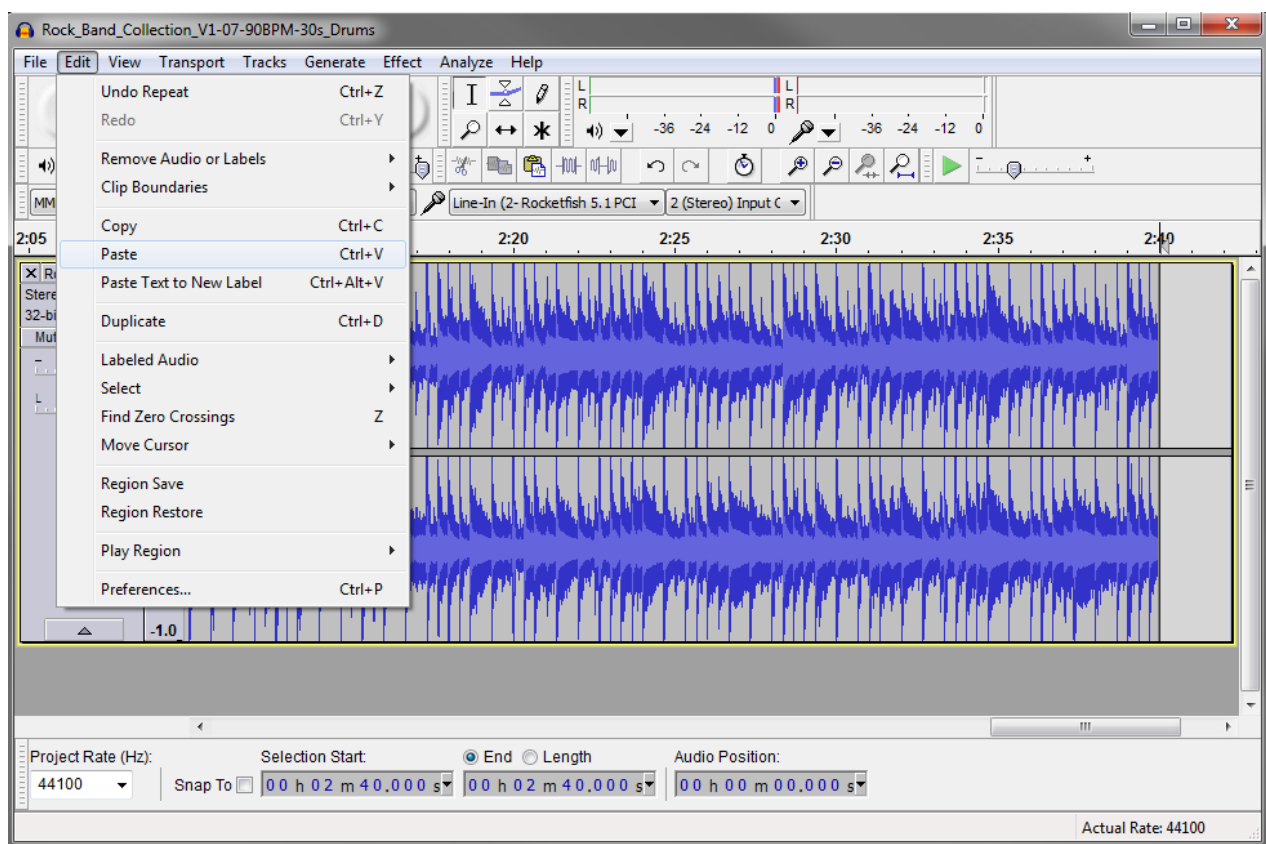 Rock_Band_Collection_V1-07-90BPM-30s_Drums
File Edit View Transport Tracks Generate Effect Analyze Help
Undo Repeat Ctrl+Z
Redo Ctrl+Y
Remove Audio or Labels
Clip Boundaries
Copy Ctrl+C
Paste Ctrl+V
Paste Text to New Label Ctrl+Alt+V
Duplicate Ctrl+D
Labeled Audio
Select
Find Zero Crossings Z
Move Cursor
Region Save
Region Restore
Play Region
Preferences... Ctrl+P
L L
R R
-36 -24 -12 0 -36 -24 -12 0
MM Line-In (2- Rocketfish 5.1 PCI 2 (Stereo) Input C
2:05 2:20 2:25 2:30 2:35 2:40
Stere
32-bi
Mut
L
-1.0
Project Rate (Hz): Selection Start: End Length Audio Position:
44100 Snap To 00 h 02 m 40.000 s 00 h 02 m 40.000 s 00 h 00 m 00.000 s
Actual Rate: 44100